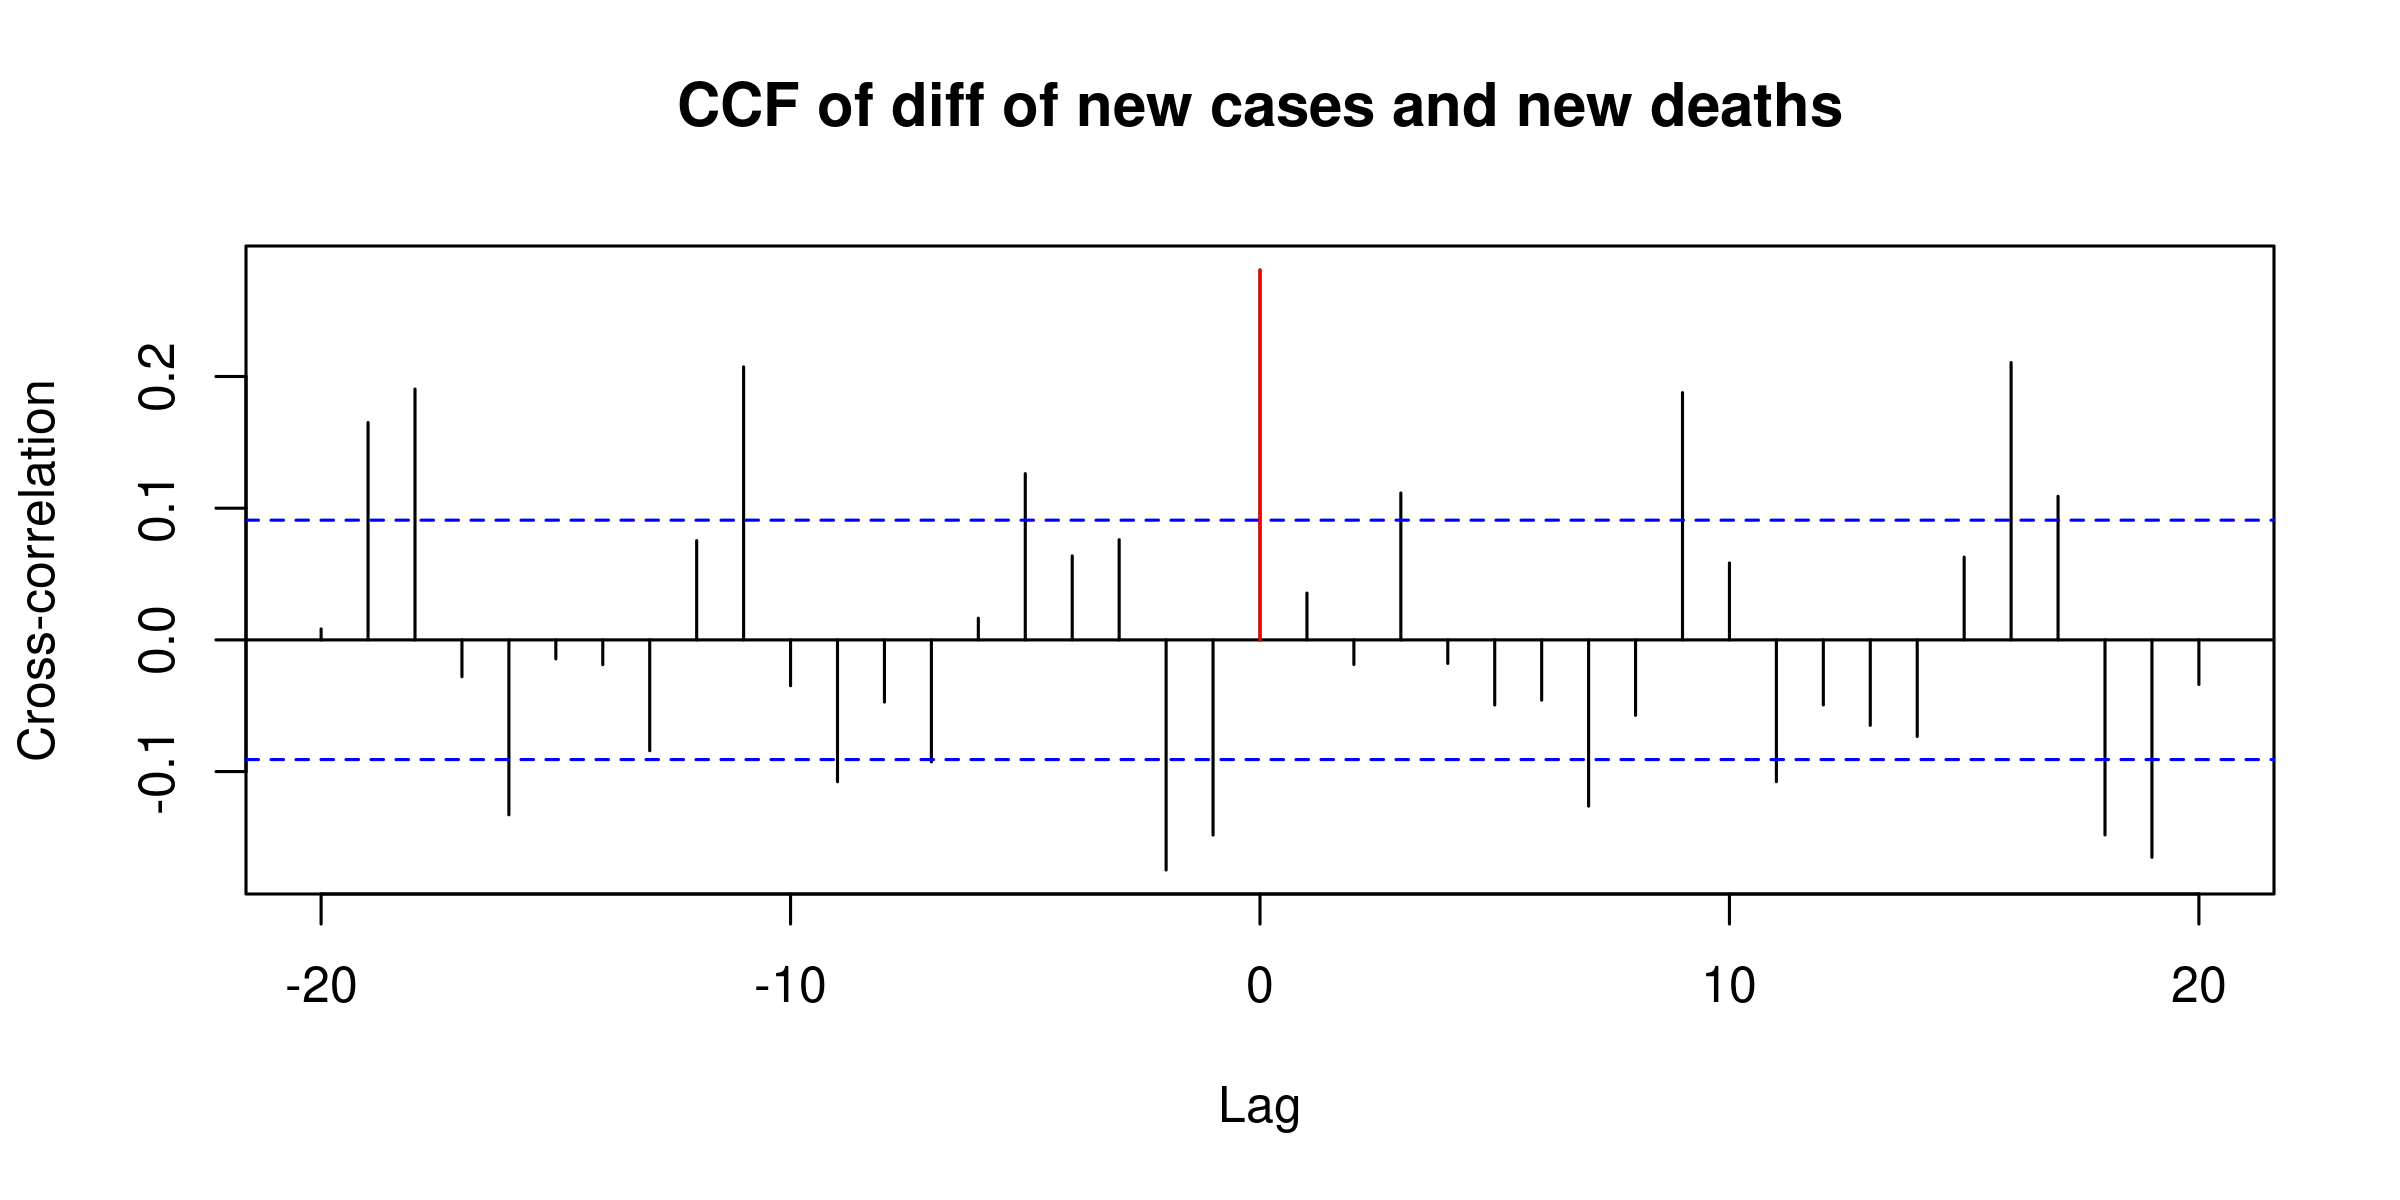 CCF of diff of new cases and new deaths
Cross-correlation
0.2
0.1
0.0
-0.1
-20 -10 0 10 20
Lag